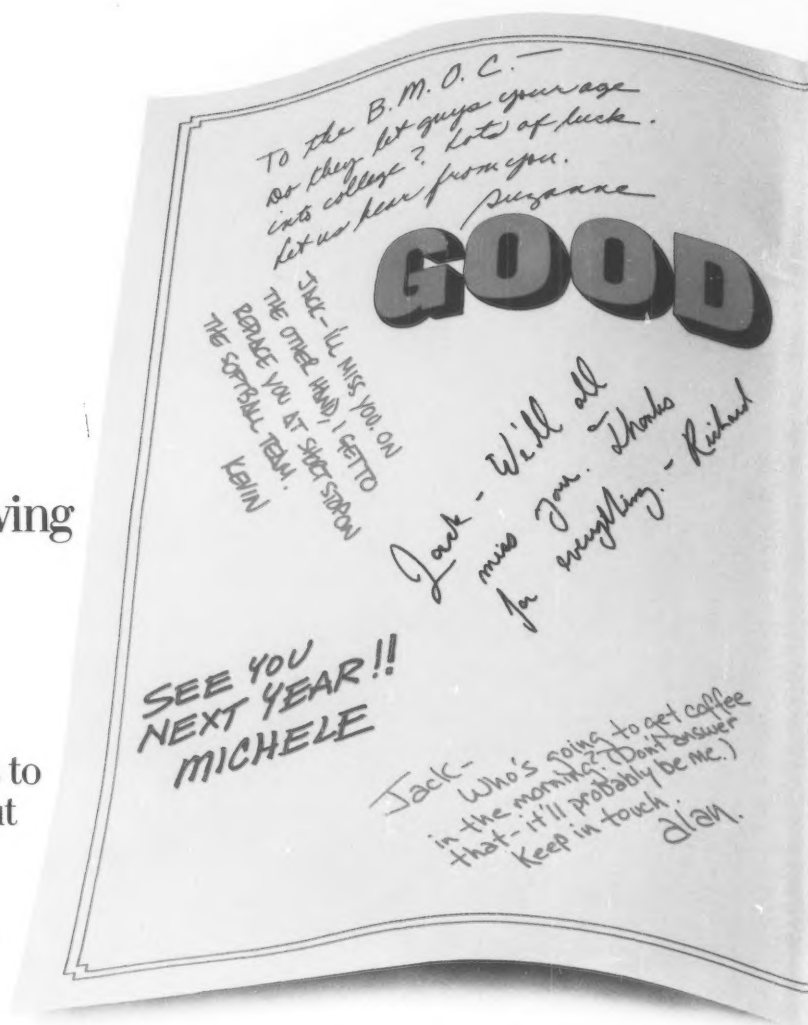 To the B.M.O.C. —
Do they let guys your age
into college? Lots of luck.
Let us hear from you.
Suzanne
GOOD
JACK - I'LL MISS YOU. ON
THE OTHER HAND, I GET TO
REPLACE YOU AT SHORT STOP ON
THE SOFTBALL TEAM.
KEVIN
Jack - We'll all
miss you. Thanks
for everything. - Richard
wing
SEE YOU
NEXT YEAR!!
MICHELE
to
Jack-
Who's going to get coffee
in the morning? (Don't answer
that - it'll probably be me.)
Keep in touch.
alan.